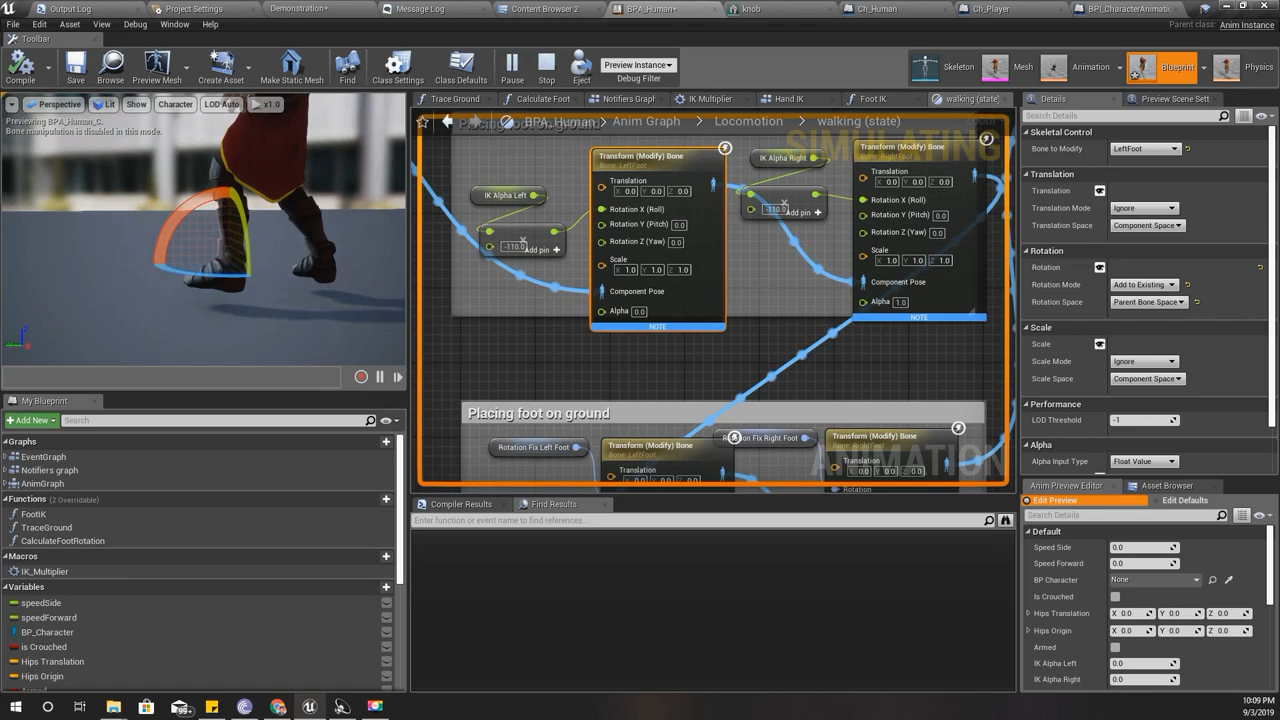 Output Log
Project Settings
Demonstration*
Message Log
Content Browser 2
BPA_Human*
knob
Ch_Human
Ch_Player
BPI_CharacterAnimatio
File Edit Asset View Debug Window Help
Parent class: Anim Instance
Toolbar
Compile
Save
Browse
Preview Mesh
Create Asset
Make Static Mesh
Find
Class Settings
Class Defaults
Pause
Stop
Eject
Preview Instance
Debug Filter
Skeleton
Mesh
Animation
Blueprint
Physics
Perspective
Lit
Show
Character
LOD Auto
x1.0
Previewing BPA_Human_C.
Bone manipulation is disabled in this mode.
Trace Ground
Calculate Foot
Notifiers Graph
IK Multiplier
Hand IK
Foot IK
walking (state)
BPA_Human
Anim Graph
Locomotion
walking (state)
Placing foot on ground
SIMULATING
IK Alpha Left
-110.0
Add pin +
Transform (Modify) Bone
Bone: LeftFoot
Translation
X 0.0 Y 0.0 Z 0.0
Rotation X (Roll)
Rotation Y (Pitch) 0.0
Rotation Z (Yaw) 0.0
Scale
X 1.0 Y 1.0 Z 1.0
Component Pose
Alpha 0.0
NOTE
IK Alpha Right
-110.0
Add pin +
Transform (Modify) Bone
Bone: RightFoot
Translation
X 0.0 Y 0.0 Z 0.0
Rotation X (Roll)
Rotation Y (Pitch) 0.0
Rotation Z (Yaw) 0.0
Scale
X 1.0 Y 1.0 Z 1.0
Component Pose
Alpha 1.0
NOTE
Placing foot on ground
Rotation Fix Left Foot
Transform (Modify) Bone
Bone: LeftFoot
Translation
X 0.0 Y 0.0 Z 0.0
Rotation FIx Right Foot
Transform (Modify) Bone
Bone: RightFoot
Translation
X 0.0 Y 0.0 Z 0.0
Rotation
ANIMATION
Details
Preview Scene Sett
Search Details
Skeletal Control
Bone to Modify LeftFoot
Translation
Translation
Translation Mode Ignore
Translation Space Component Space
Rotation
Rotation
Rotation Mode Add to Existing
Rotation Space Parent Bone Space
Scale
Scale
Scale Mode Ignore
Scale Space Component Space
Performance
LOD Threshold -1
Alpha
Alpha Input Type Float Value
My Blueprint
+ Add New
Search
Graphs
EventGraph
Notifiers graph
AnimGraph
Functions (2 Overridable)
FootIK
TraceGround
CalculateFootRotation
Macros
IK_Multiplier
Variables
speedSide
speedForward
BP_Character
is Crouched
Hips Translation
Hips Origin
Armed
Compiler Results
Find Results
Enter function or event name to find references...
Anim Preview Editor
Asset Browser
Edit Preview
Edit Defaults
Search Details
Default
Speed Side 0.0
Speed Forward 0.0
BP Character None
Is Crouched
Hips Translation X 0.0 Y 0.0 Z 0.0
Hips Origin X 0.0 Y 0.0 Z 0.0
Armed
IK Alpha Left 0.0
IK Alpha Right 0.0
99+
10:09 PM
9/3/2019